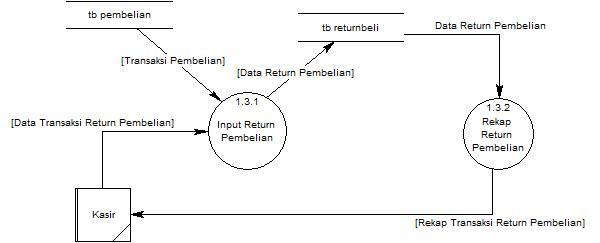 tb pembelian
tb returnbeli
Data Return Pembelian
[Transaksi Pembelian]
[Data Return Pembelian]
1.3.1
Input Return
Pembelian
1.3.2
Rekap
Return
Pembelian
[Data Transaksi Return Pembelian]
Kasir
[Rekap Transaksi Return Pembelian]